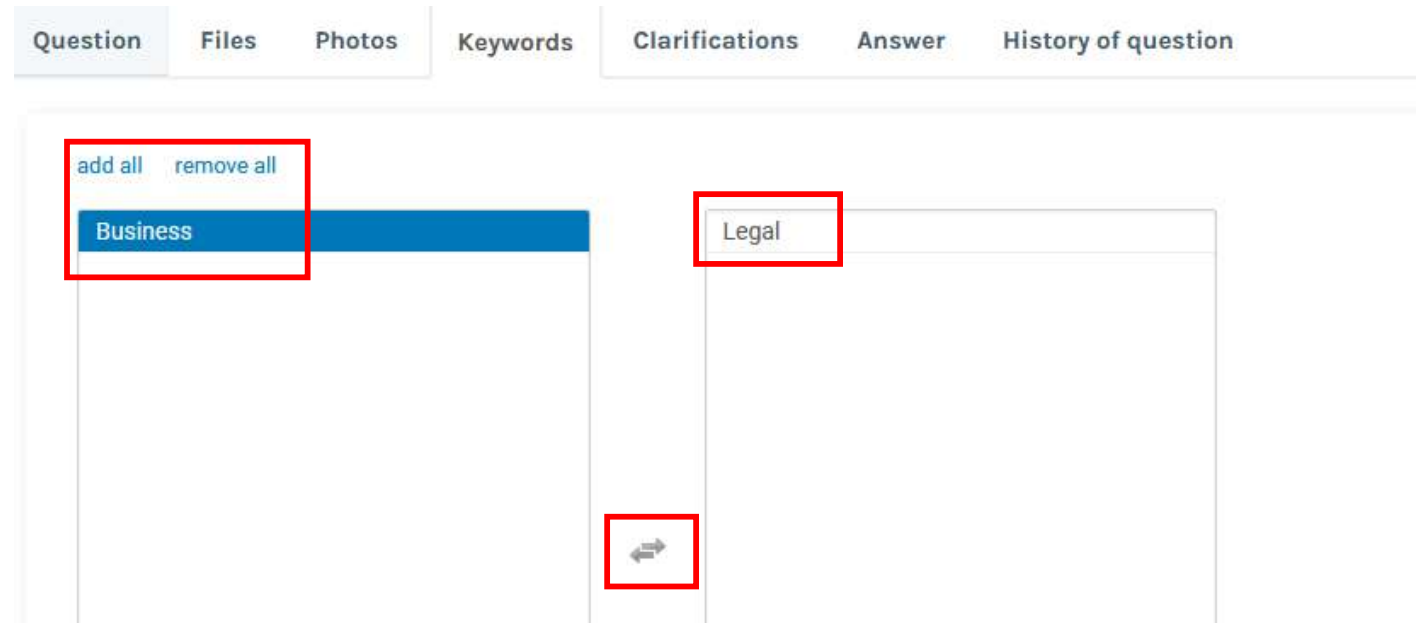 Question Files Photos Keywords Clarifications Answer History of question
add all remove all
Business
Legal